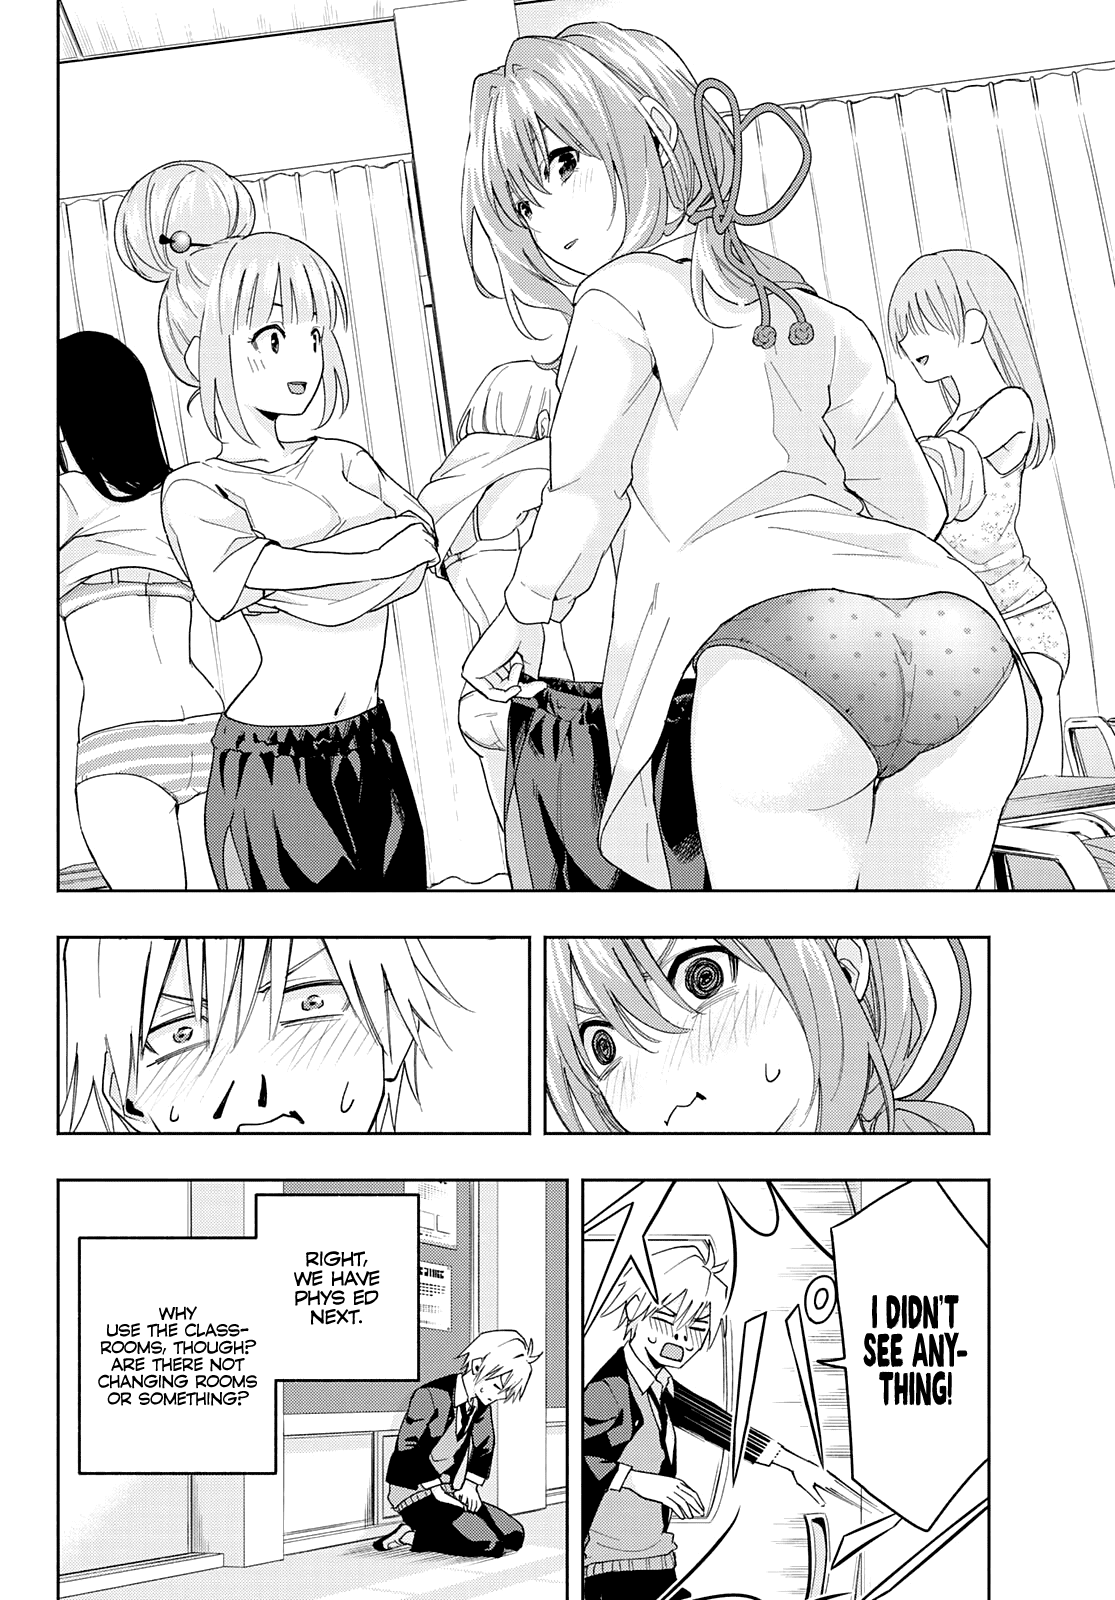 I DIDN'T
SEE ANY-
THING!
RIGHT,
WE HAVE
PHYS ED
NEXT.
WHY
USE THE CLASS-
ROOMS, THOUGH?
ARE THERE NOT
CHANGING ROOMS
OR SOMETHING?